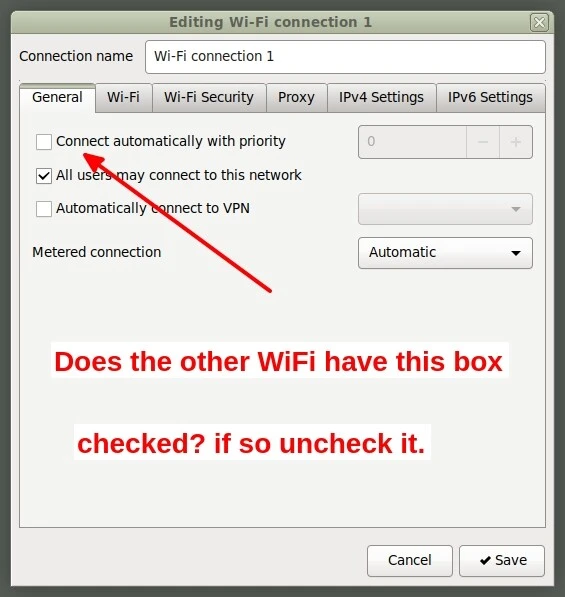 Editing Wi-Fi connection 1
Connection name Wi-Fi connection 1
General Wi-Fi Wi-Fi Security Proxy IPv4 Settings IPv6 Settings
Connect automatically with priority 0
All users may connect to this network
Automatically connect to VPN
Metered connection Automatic
Does the other WiFi have this box
checked? if so uncheck it.
Cancel Save